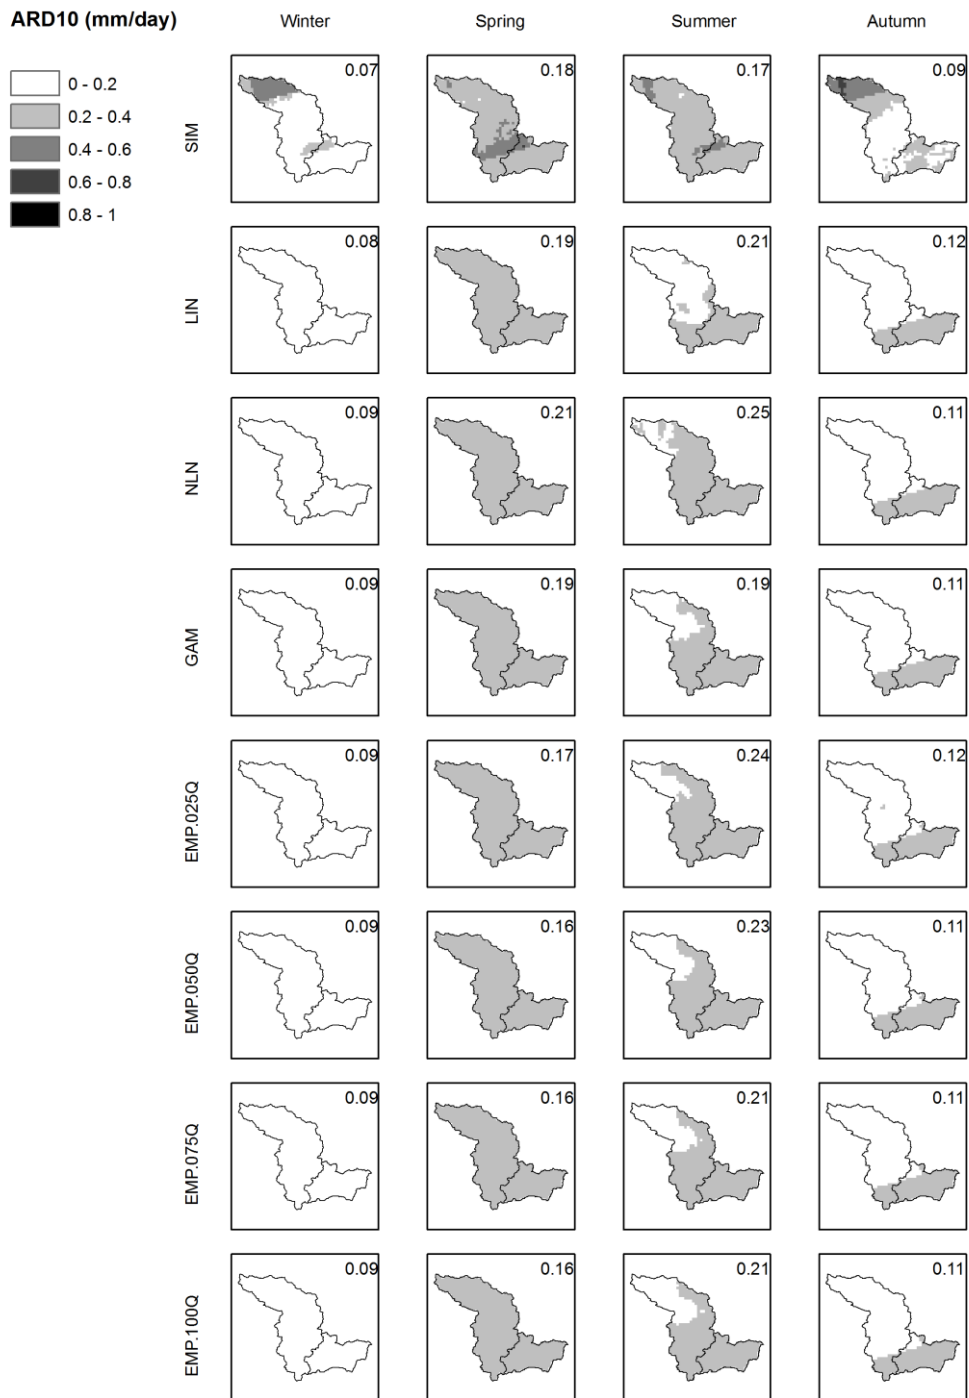 ARD10 (mm/day)
Winter Spring Summer Autumn
0 - 0.2
0.2 - 0.4
0.4 - 0.6
0.6 - 0.8
0.8 - 1
SIM 0.07 0.18 0.17 0.09
LIN 0.08 0.19 0.21 0.12
NLN 0.09 0.21 0.25 0.11
GAM 0.09 0.19 0.19 0.11
EMP.025Q 0.09 0.17 0.24 0.12
EMP.050Q 0.09 0.16 0.23 0.11
EMP.075Q 0.09 0.16 0.21 0.11
EMP.100Q 0.09 0.16 0.21 0.11